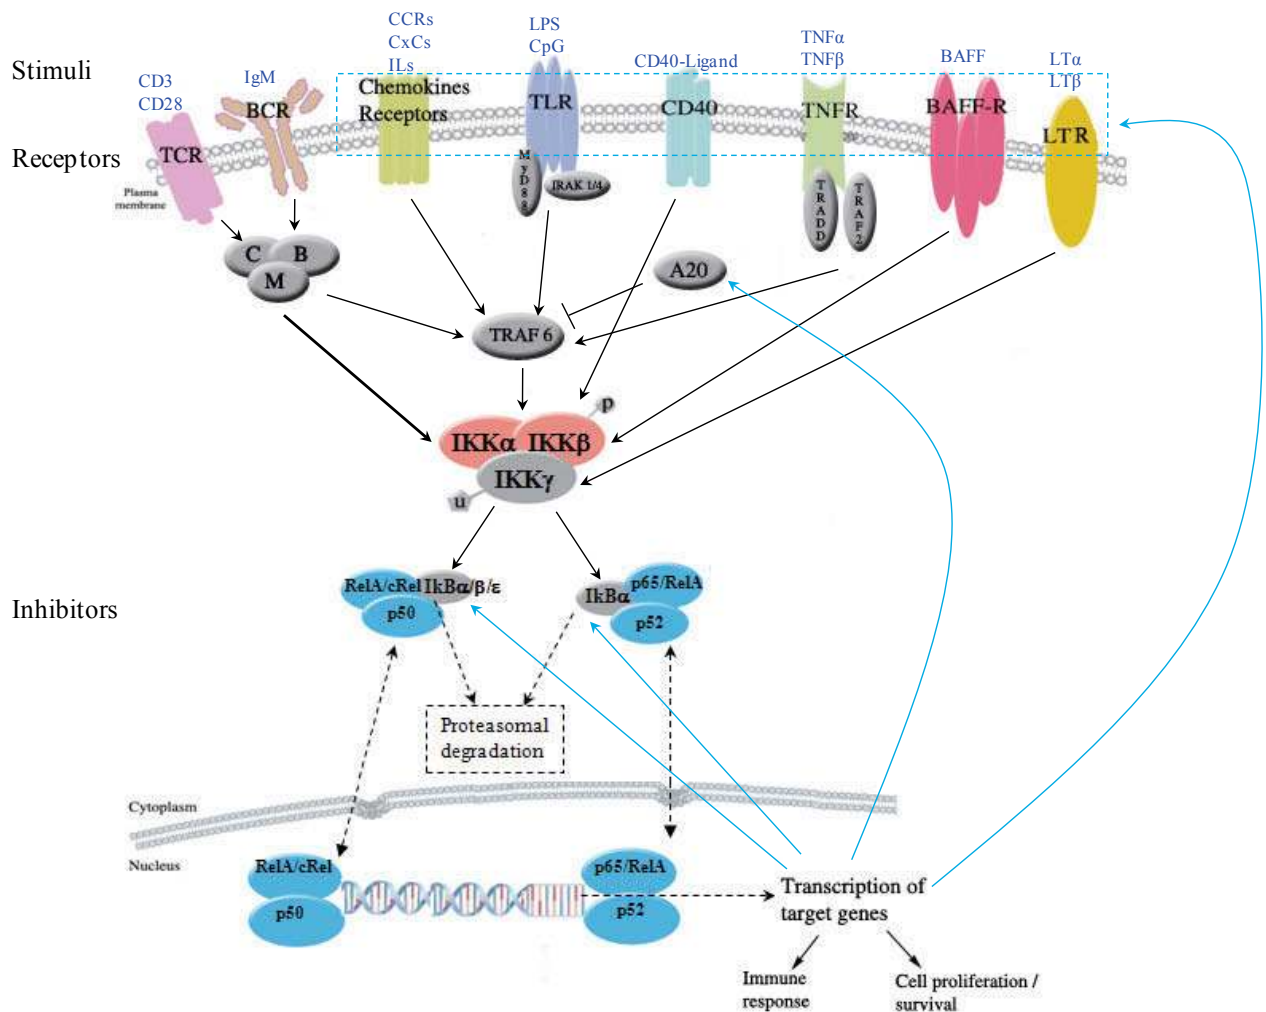 Stimuli
CD3
CD28
IgM
CCRs
CxCs
ILs
LPS
CpG
CD40-Ligand
TNFα
TNFβ
BAFF
LTα
LTβ
Receptors
TCR
BCR
Chemokines
Receptors
TLR
CD40
TNFR
BAFF-R
LTR
Plasma
membrane
MyD88
IRAK 1/4
TRADD
TRAF2
C
B
M
A20
TRAF 6
p
IKKα
IKKβ
IKKγ
u
Inhibitors
RelA/cRel
IkBα/β/ε
p50
IkBα
p65/RelA
p52
Proteasomal
degradation
Cytoplasm
Nucleus
RelA/cRel
p50
p65/RelA
p52
Transcription of
target genes
Immune
response
Cell proliferation /
survival